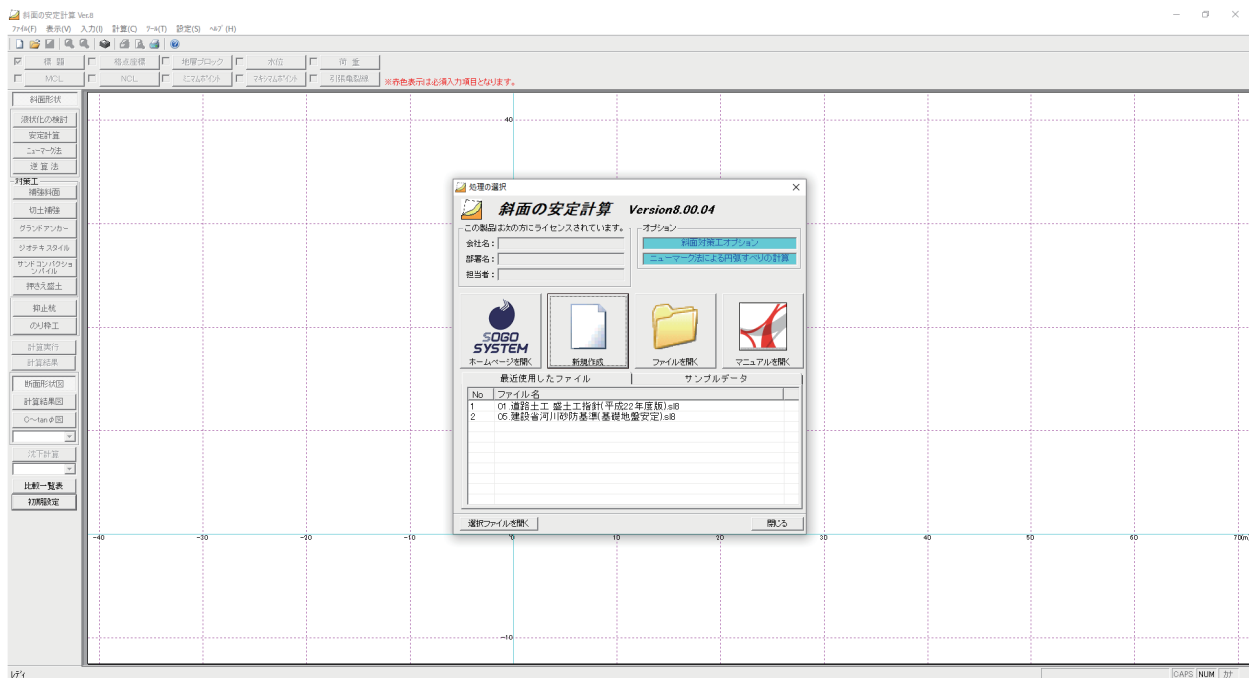 斜面の安定計算 Ver.8
ファイル(F) 表示(V) 入力(I) 計算(C) ツール(T) 設定(S) ヘルプ(H)
標題 格点座標 地層ブロック 水位 荷重
MCL NCL ミニマムポイント マキシマムポイント 引張亀裂線 ※赤色表示は必須入力項目となります。
斜面形状
液状化の検討
安定計算
ニューマーク法
逆算法
対策工
補強斜面
切土補強
グランドアンカー
ジオテキスタイル
サンドコンパクションパイル
押さえ盛土
抑止杭
のり枠工
計算実行
計算結果
断面形状図
計算結果図
C～tanφ図
沈下計算
比較一覧表
初期設定
40
-40 -30 -20 -10 0 10 20 30 40 50 60 70(m)
-10
処理の選択
斜面の安定計算 Version8.00.04
この製品は次の方にライセンスされています。
会社名：
部署名：
担当者：
オプション
斜面対策工オプション
ニューマーク法による円弧すべりの計算
SOGO
SYSTEM
ホームページを開く 新規作成 ファイルを開く マニュアルを開く
最近使用したファイル サンプルデータ
No ファイル名
1 01.道路土工 盛土工指針(平成22年度版).sl8
2 05.建設省河川砂防基準(基礎地盤安定).sl8
選択ファイルを開く 閉じる
レディ CAPS NUM カナ